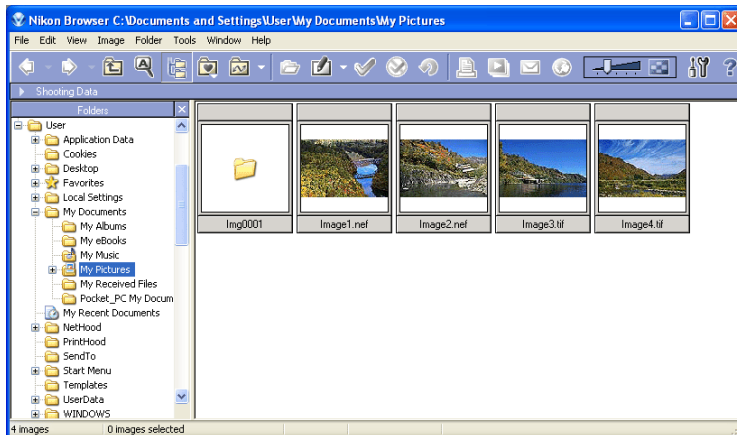 Nikon Browser C:\Documents and Settings\User\My Documents\My Pictures
File Edit View Image Folder Tools Window Help
Shooting Data
Folders
User
Application Data
Cookies
Desktop
Favorites
Local Settings
My Documents
My Albums
My eBooks
My Music
My Pictures
My Received Files
Pocket_PC My Docum
My Recent Documents
NetHood
PrintHood
SendTo
Start Menu
Templates
UserData
WINDOWS
Img0001 Image1.nef Image2.nef Image3.tif Image4.tif
4 images 0 images selected